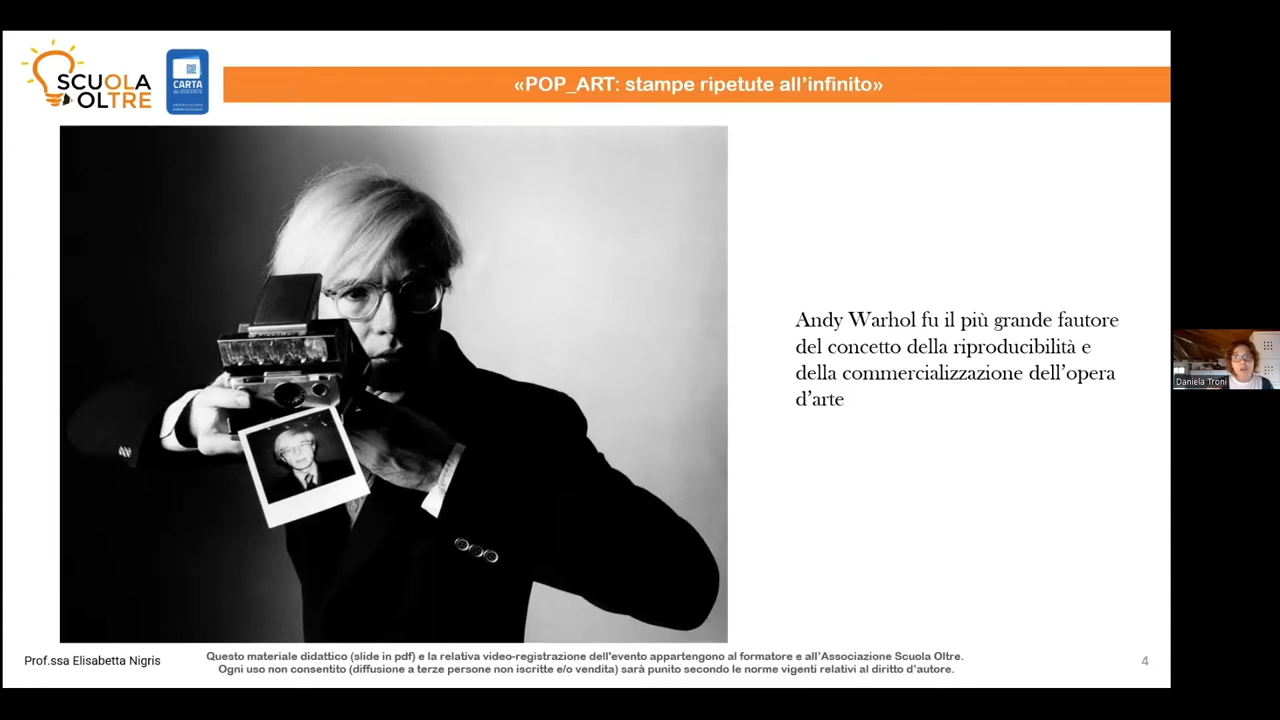 SCUOLA
OLTRE
CARTA
del DOCENTE
«POP_ART: stampe ripetute all'infinito»
Andy Warhol fu il più grande fautore
del concetto della riproducibilità e
della commercializzazione dell'opera
d'arte
Daniela Troni
Prof.ssa Elisabetta Nigris
Questo materiale didattico (slide in pdf) e la relativa video-registrazione dell'evento appartengono al formatore e all'Associazione Scuola Oltre.
Ogni uso non consentito (diffusione a terze persone non iscritte e/o vendita) sarà punito secondo le norme vigenti relativi al diritto d'autore.
4